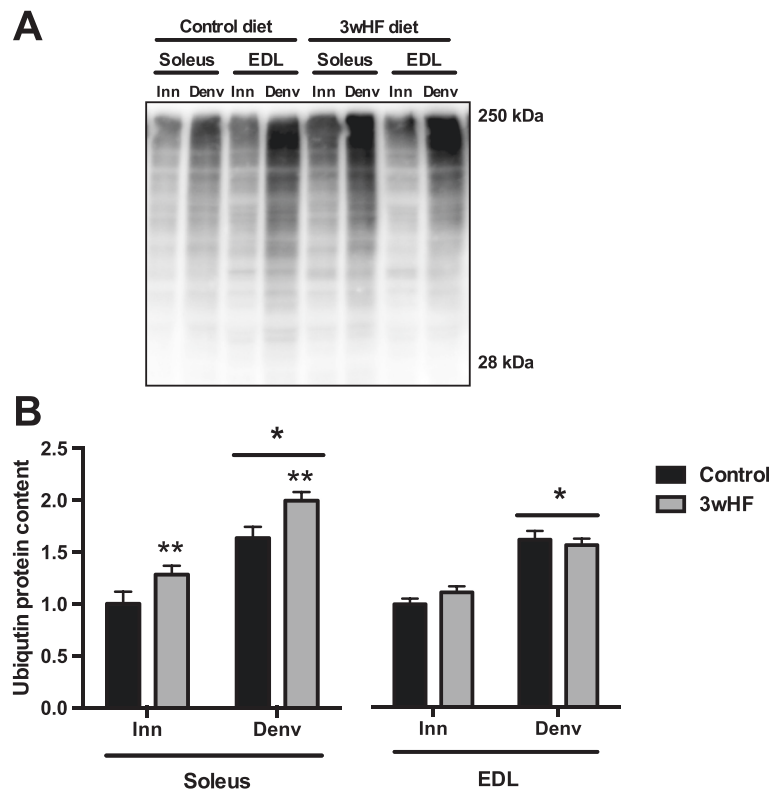 A
Control diet 3wHF diet
Soleus EDL Soleus EDL
Inn Denv Inn Denv Inn Denv Inn Denv
250 kDa
28 kDa
B
Ubiqutin protein content
2.5
2.0
1.5
1.0
0.5
0.0
*
**
**
*
Control
3wHF
Inn Denv Inn Denv
Soleus EDL